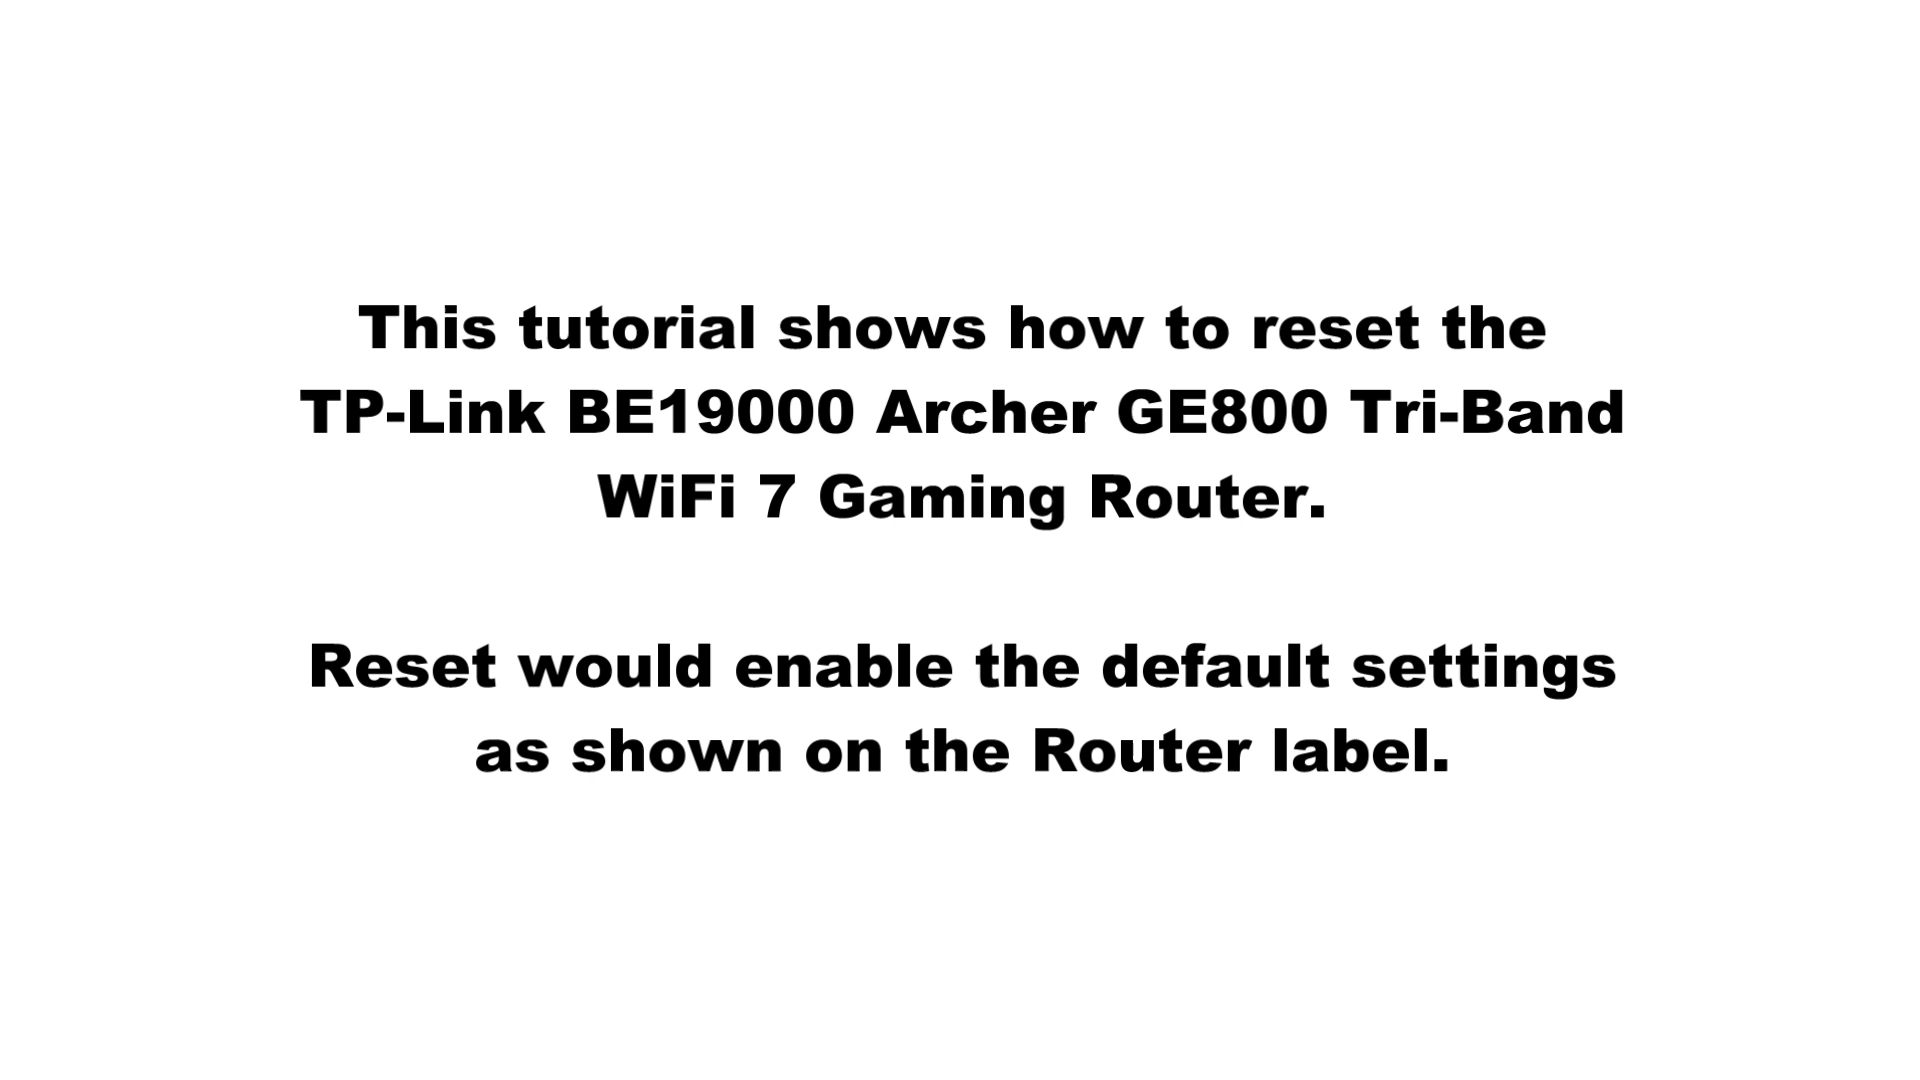 This tutorial shows how to reset the
TP-Link BE19000 Archer GE800 Tri-Band
WiFi 7 Gaming Router.
Reset would enable the default settings
as shown on the Router label.